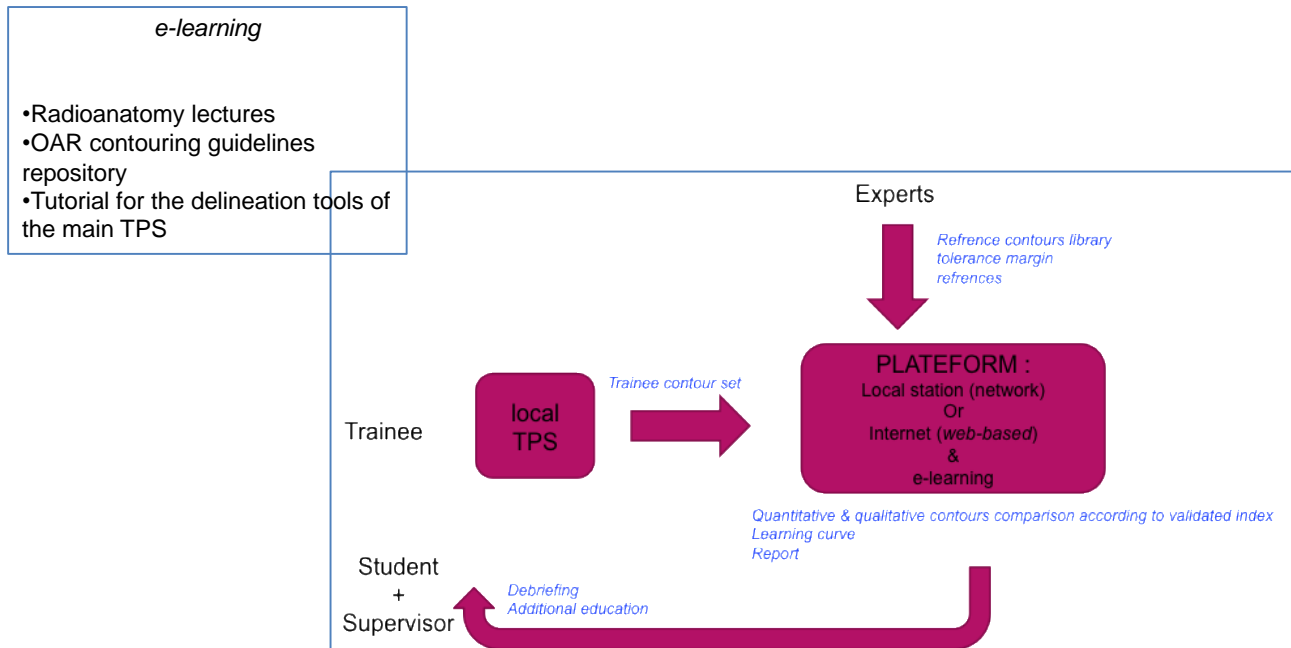 e-learning
•Radioanatomy lectures
•OAR contouring guidelines
repository
•Tutorial for the delineation tools of
the main TPS
Experts
Refrence contours library
tolerance margin
refrences
PLATEFORM :
Local station (network)
Or
Internet (web-based)
&
e-learning
Trainee contour set
local
TPS
Trainee
Quantitative & qualitative contours comparison according to validated index
Learning curve
Report
Student
+
Supervisor
Debriefing
Additional education